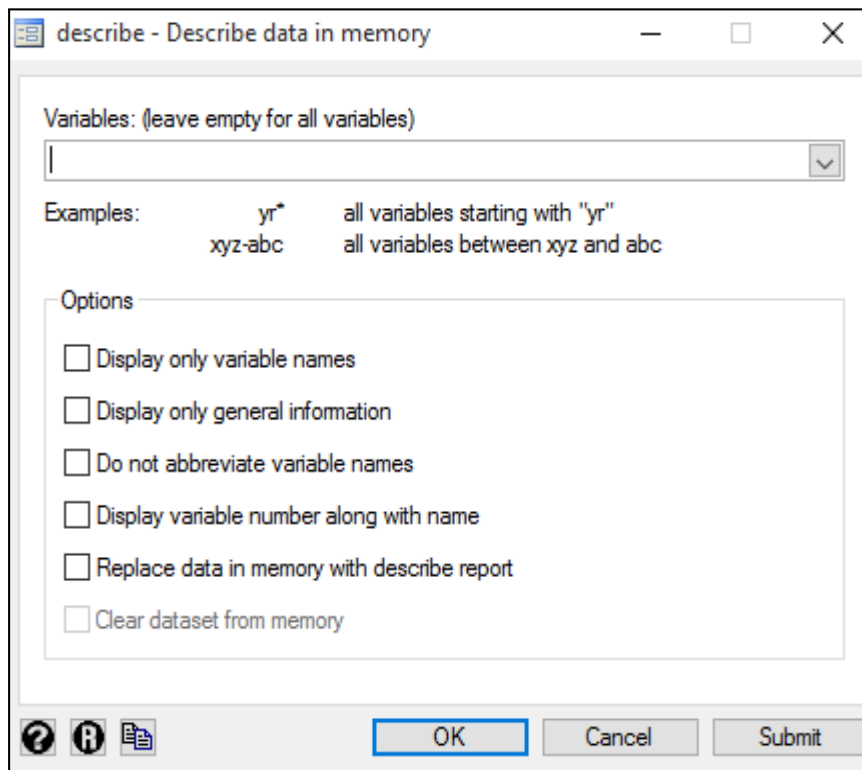 describe - Describe data in memory
Variables: (leave empty for all variables)
Examples: yr* all variables starting with "yr"
xyz-abc all variables between xyz and abc
Options
Display only variable names
Display only general information
Do not abbreviate variable names
Display variable number along with name
Replace data in memory with describe report
Clear dataset from memory
? R OK Cancel Submit